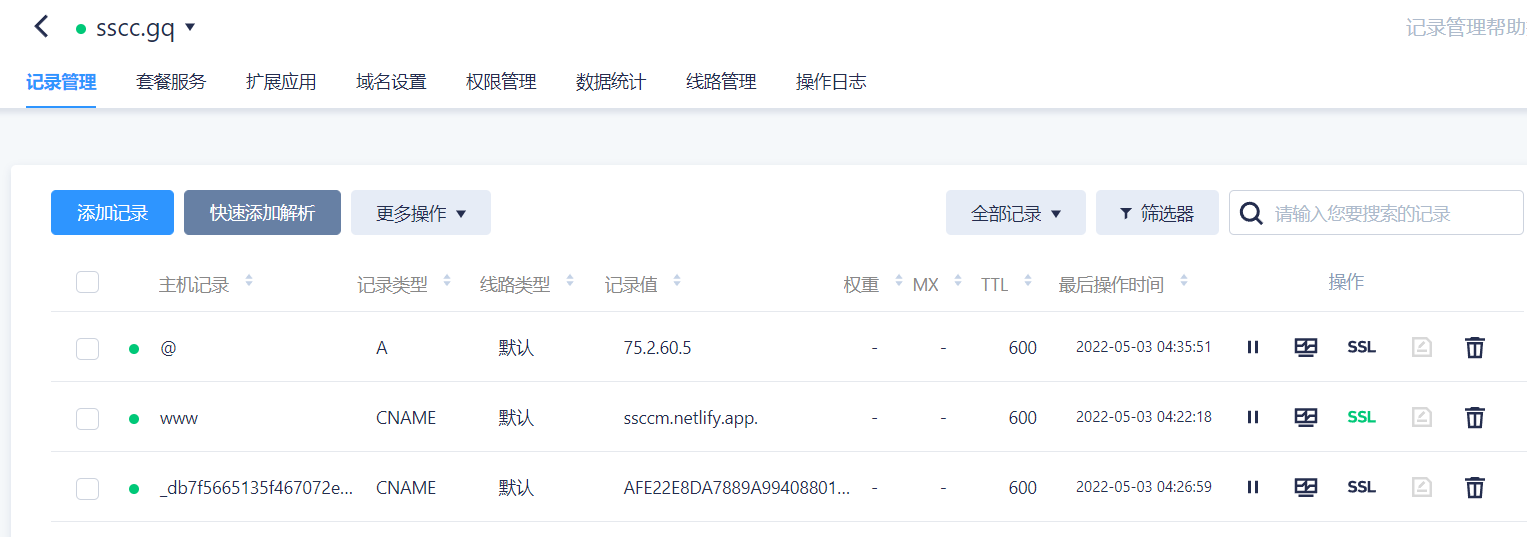 sscc.gq
记录管理帮助
记录管理 套餐服务 扩展应用 域名设置 权限管理 数据统计 线路管理 操作日志
添加记录 快速添加解析 更多操作 全部记录 筛选器 请输入您要搜索的记录
主机记录 记录类型 线路类型 记录值 权重 MX TTL 最后操作时间 操作
@ A 默认 75.2.60.5 - - 600 2022-05-03 04:35:51 SSL
www CNAME 默认 ssccm.netlify.app. - - 600 2022-05-03 04:22:18 SSL
_db7f5665135f467072e... CNAME 默认 AFE22E8DA7889A99408801... - - 600 2022-05-03 04:26:59 SSL